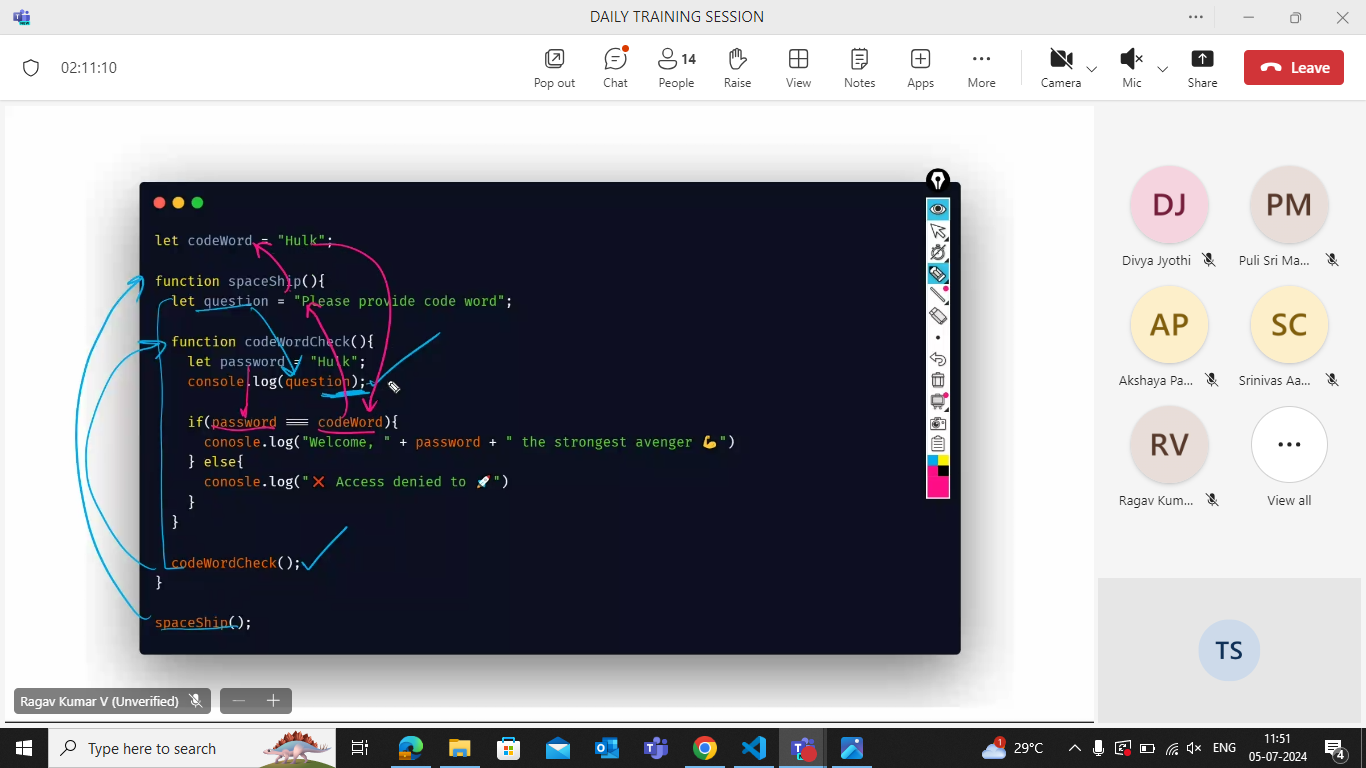 DAILY TRAINING SESSION
02:11:10
Pop out
Chat
14
People
Raise
View
Notes
Apps
More
Camera
Mic
Share
Leave
let codeWord = "Hulk";
function spaceShip(){
let question = "Please provide code word";
function codeWordCheck(){
let password = "Hulk";
console.log(question);
if(password === codeWord){
conosle.log("Welcome, " + password + " the strongest avenger 💪")
} else{
consule.log("❌ Access denied to 🚀")
}
}
codeWordCheck();
}
spaceShip();
DJ
Divya Jyothi
PM
Puli Sri Ma...
AP
Akshaya Pa...
SC
Srinivas Aa...
RV
Ragav Kum...
View all
TS
Ragav Kumar V (Unverified)
Type here to search
1
29°C
ENG
11:51
05-07-2024
4